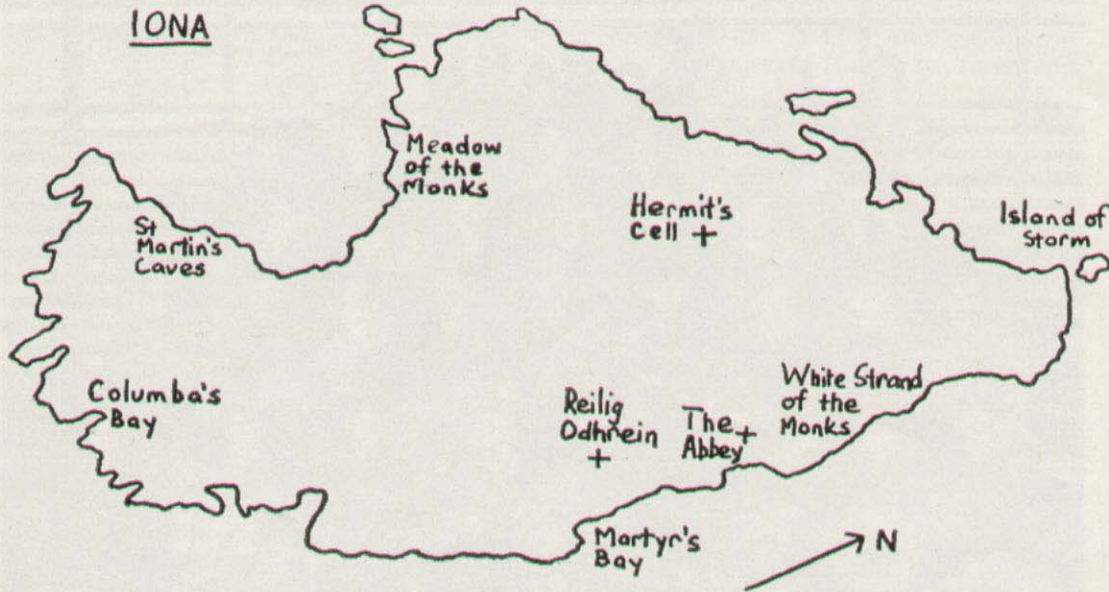 IONA
Meadow
of the
Monks
St
Martin's
Caves
Hermit's
Cell
Island of
Storm
Columba's
Bay
Reilig
Odhrein
The
Abbey
White Strand
of the
Monks
Martyr's
Bay
N